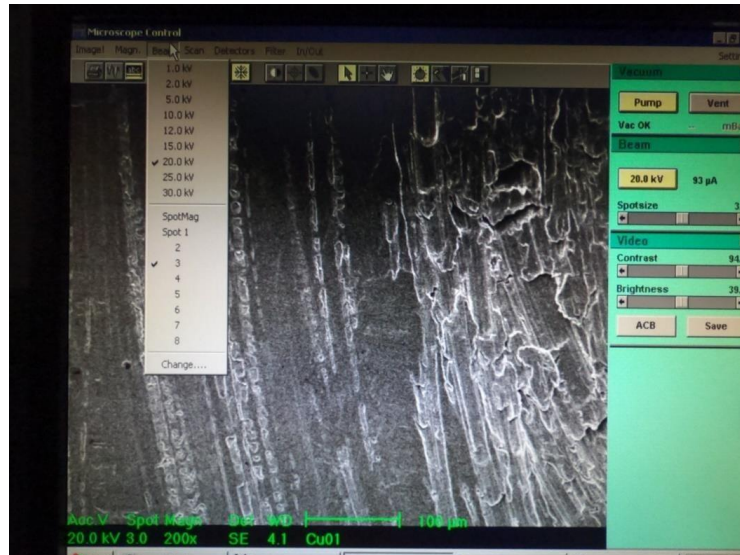 Microscope Control
Image! Magn. Beam Scan Detectors Filter In/Out
1.0 kV
2.0 kV
5.0 kV
10.0 kV
12.0 kV
15.0 kV
20.0 kV
25.0 kV
30.0 kV
SpotMag
Spot 1
2
3
4
5
6
7
8
Change....
Vacuum
Pump Vent
Vac OK
Beam
20.0 kV 93 µA
Spotsize
Video
Contrast
Brightness
ACB Save
Acc.V Spot Magn Det WD 100 µm
20.0 kV 3.0 200x SE 4.1 Cu01